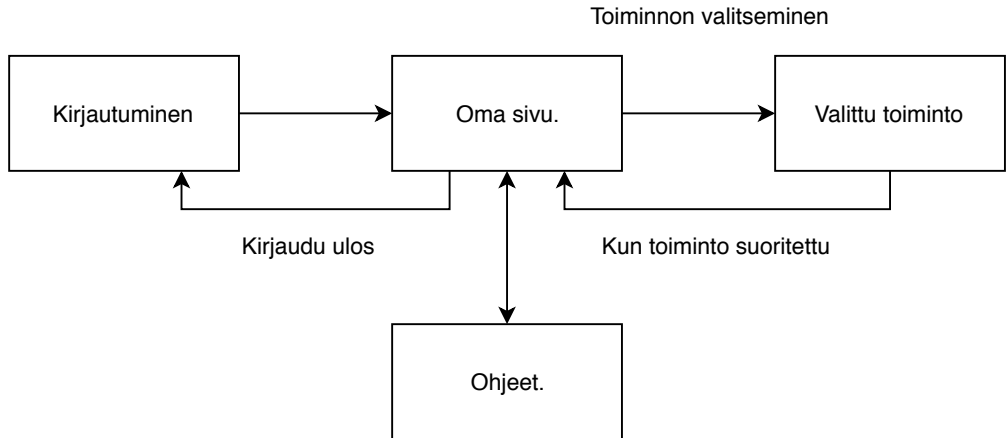 Toiminnon valitseminen
Kirjautuminen
Oma sivu.
Valittu toiminto
Kirjaudu ulos
Kun toiminto suoritettu
Ohjeet.